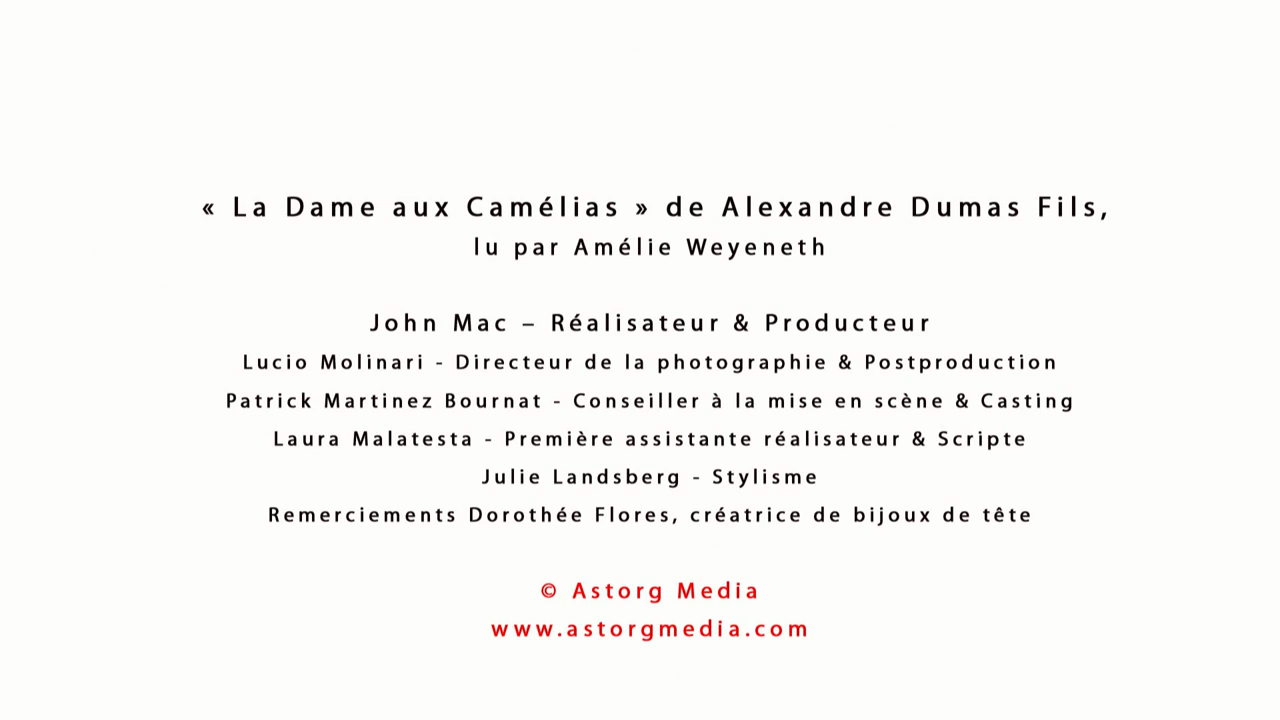 « La Dame aux Camélias » de Alexandre Dumas Fils,
lu par Amélie Weyeneth
John Mac – Réalisateur & Producteur
Lucio Molinari - Directeur de la photographie & Postproduction
Patrick Martinez Bournat - Conseiller à la mise en scène & Casting
Laura Malatesta - Première assistante réalisateur & Scripte
Julie Landsberg - Stylisme
Remerciements Dorothée Flores, créatrice de bijoux de tête
© Astorg Media
www.astorgmedia.com